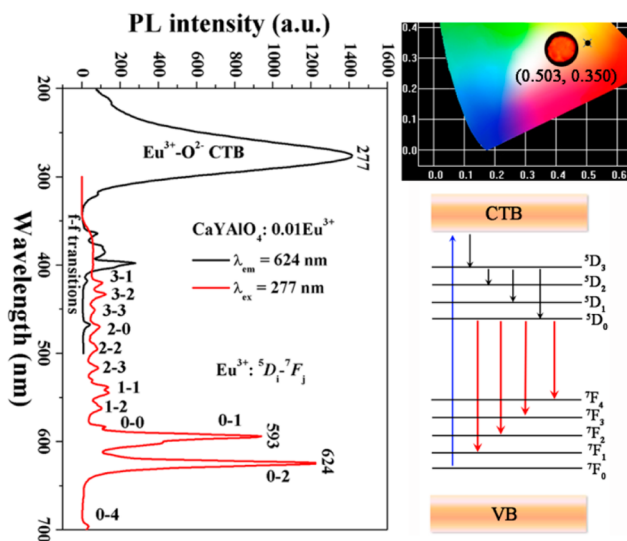 PL intensity (a.u.)
0 200 400 600 800 1000 1200 1400 1600
200
300
400
500
600
700
Wavelength (nm)
Eu³⁺-O²⁻ CTB
277
f-f transitions
CaYAlO₄: 0.01Eu³⁺
λem = 624 nm
λex = 277 nm
3-1
3-2
3-3
2-0
2-2
2-3
1-1
1-2
Eu³⁺: ⁵Di-⁷Fj
0-0
0-1
593
624
0-2
0-4
0.4
0.3
0.2
0.1
0.0
(0.503, 0.350)
0.0 0.1 0.2 0.3 0.4 0.5 0.6
CTB
⁵D₃
⁵D₂
⁵D₁
⁵D₀
⁷F₄
⁷F₃
⁷F₂
⁷F₁
⁷F₀
VB